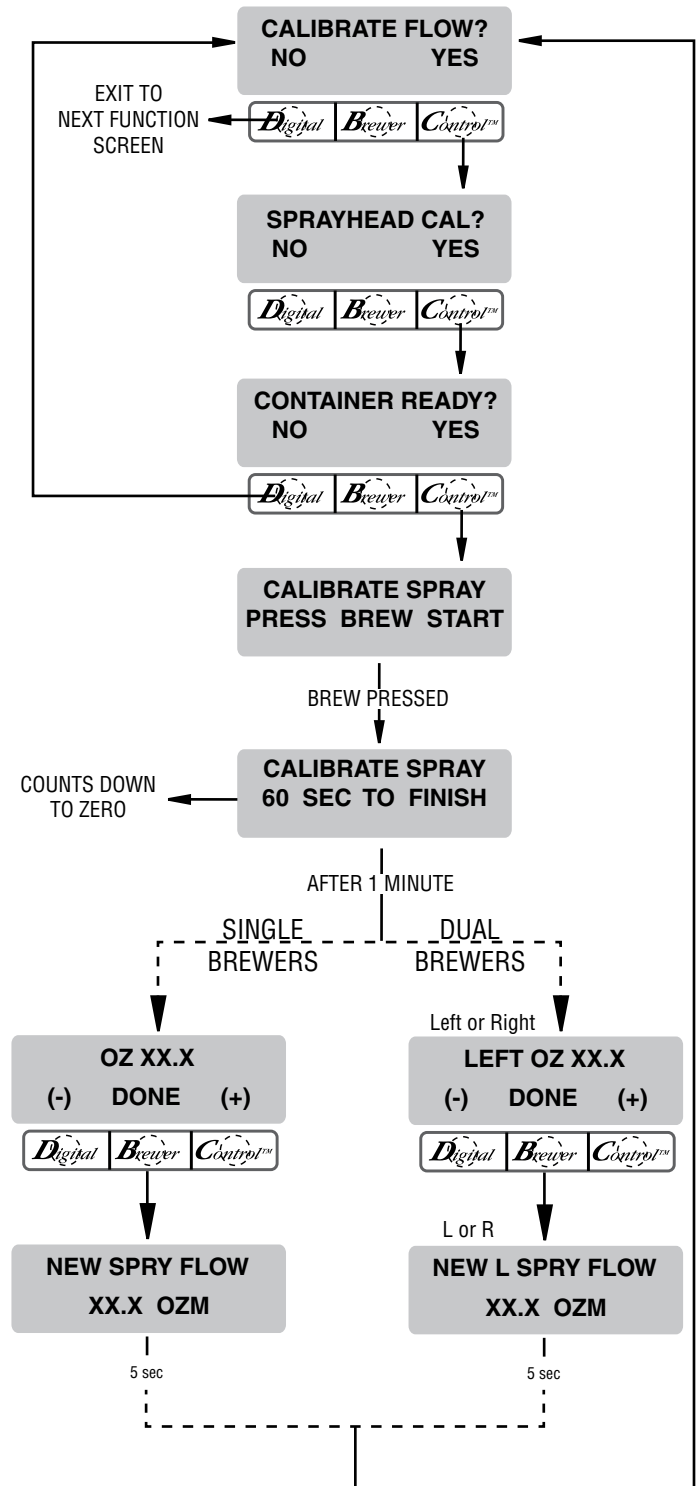 CALIBRATE FLOW?
NO YES
EXIT TO
NEXT FUNCTION
SCREEN
Digital Brewer Control™
SPRAYHEAD CAL?
NO YES
Digital Brewer Control™
CONTAINER READY?
NO YES
Digital Brewer Control™
CALIBRATE SPRAY
PRESS BREW START
BREW PRESSED
CALIBRATE SPRAY
60 SEC TO FINISH
COUNTS DOWN
TO ZERO
AFTER 1 MINUTE
SINGLE
BREWERS
DUAL
BREWERS
OZ XX.X
(-) DONE (+)
Digital Brewer Control™
NEW SPRY FLOW
XX.X OZM
5 sec
Left or Right
LEFT OZ XX.X
(-) DONE (+)
Digital Brewer Control™
L or R
NEW L SPRY FLOW
XX.X OZM
5 sec